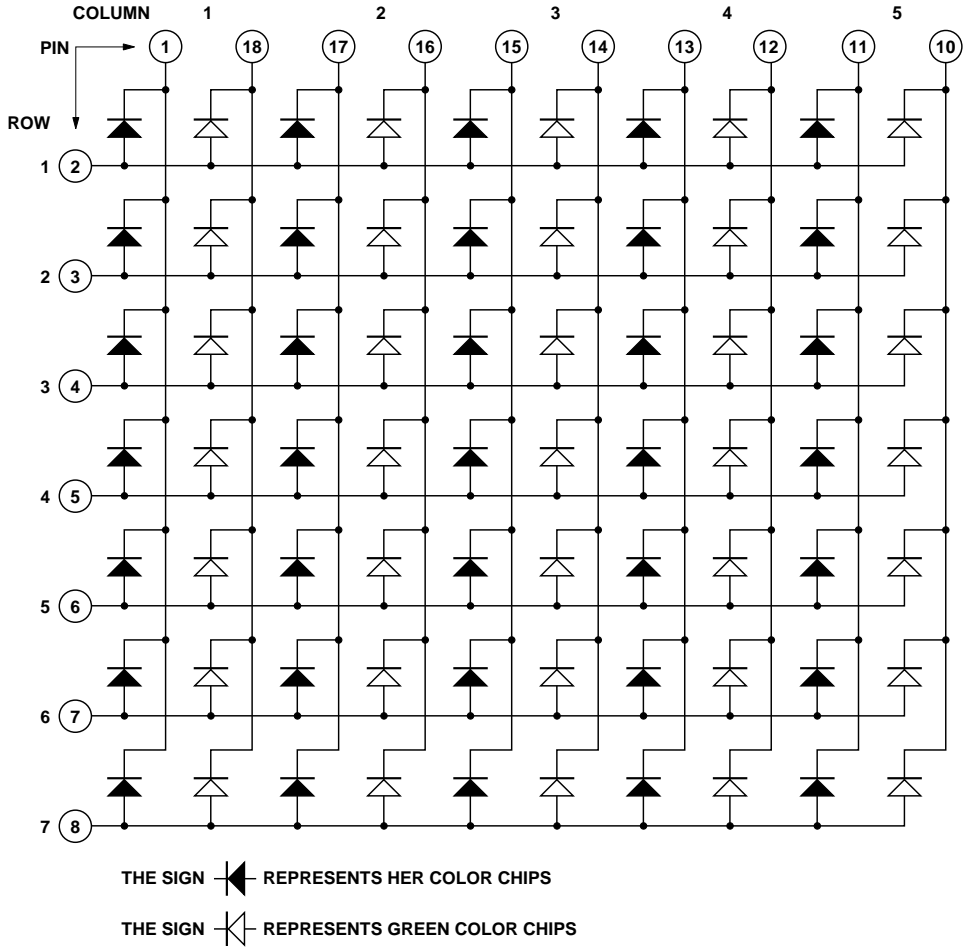 COLUMN 1 2 3 4 5
PIN 1 18 17 16 15 14 13 12 11 10
ROW
1 2
2 3
3 4
4 5
5 6
6 7
7 8
THE SIGN REPRESENTS HER COLOR CHIPS
THE SIGN REPRESENTS GREEN COLOR CHIPS